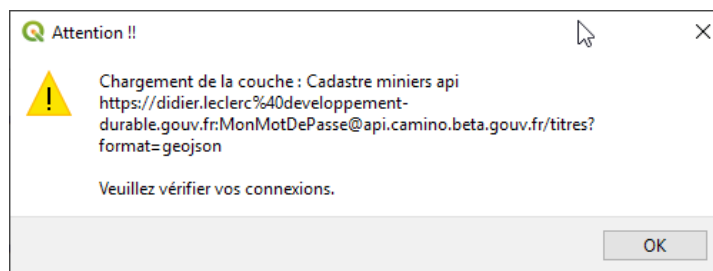 Attention !!
Chargement de la couche : Cadastre miniers api
https://didier.leclerc%40developpement-
durable.gouv.fr:MonMotDePasse@api.camino.beta.gouv.fr/titres?
format=geojson
Veuillez vérifier vos connexions.
OK